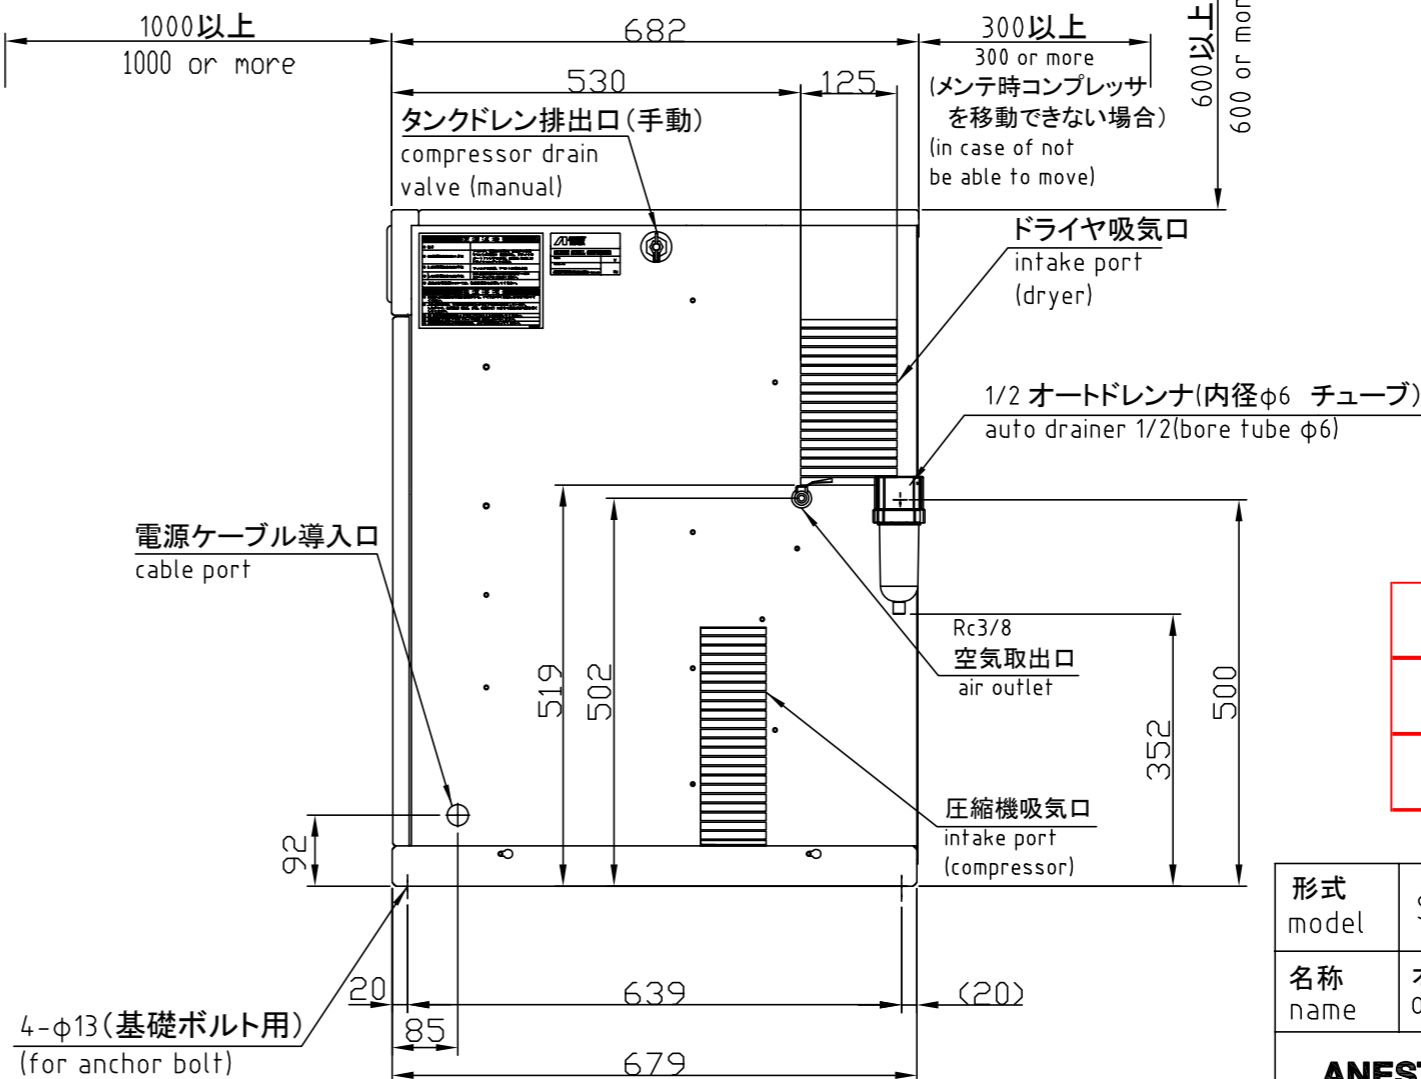 1000以上
1000 or more
682
300以上
300 or more
(メンテ時コンプレッサ
を移動できない場合)
(in case of not
be able to move)
600以上
530
125
タンクドレン排出口(手動)
compressor drain
valve (manual)
ドライヤ吸気口
intake port
(dryer)
1/2 オートドレンナ(内径φ6 チューブ)
auto drainer 1/2(bore tube φ6)
電源ケーブル導入口
cable port
Rc3/8
空気取出口
air outlet
519
502
500
352
圧縮機吸気口
intake port
(compressor)
92
20
639
(20)
4-φ13(基礎ボルト用)
(for anchor bolt)
85
679
形式
model
名称
name